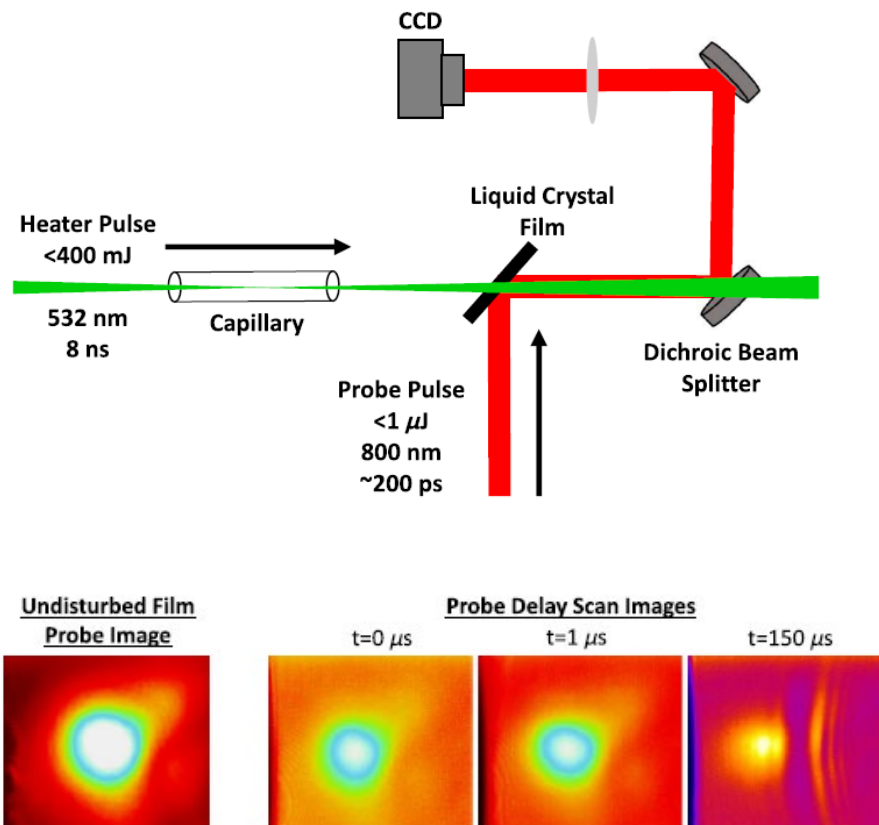 CCD
Liquid Crystal
Film
Heater Pulse
<400 mJ
Capillary
532 nm
8 ns
Dichroic Beam
Splitter
Probe Pulse
<1 μJ
800 nm
~200 ps
Undisturbed Film
Probe Image
Probe Delay Scan Images
t=0 μs
t=1 μs
t=150 μs